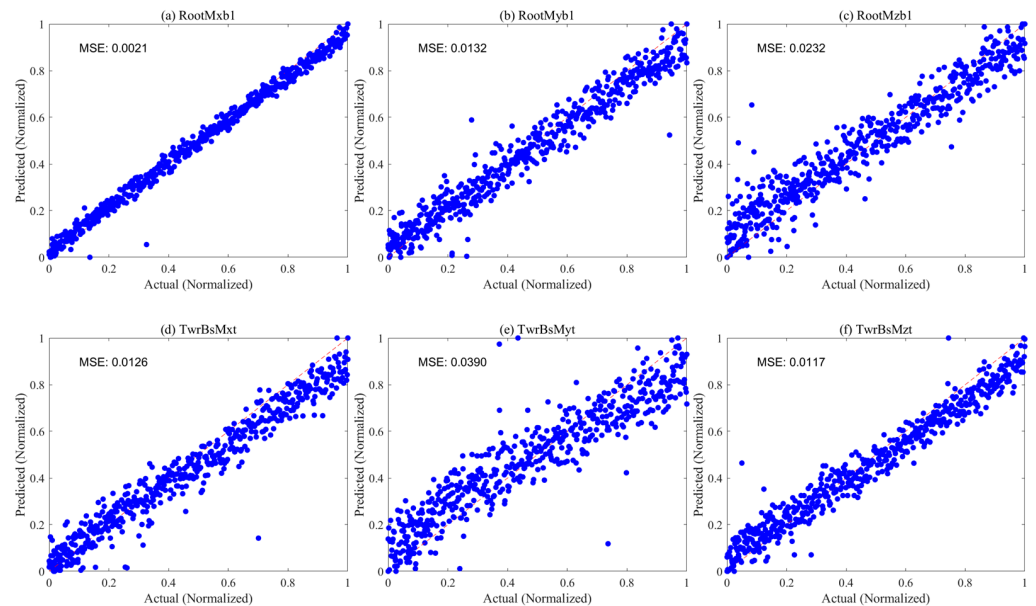 (a) RootMxb1
MSE: 0.0021
Predicted (Normalized)
1
0.8
0.6
0.4
0.2
0
0 0.2 0.4 0.6 0.8 1
Actual (Normalized)
(b) RootMyb1
MSE: 0.0132
Predicted (Normalized)
1
0.8
0.6
0.4
0.2
0
0 0.2 0.4 0.6 0.8 1
Actual (Normalized)
(c) RootMzb1
MSE: 0.0232
Predicted (Normalized)
1
0.8
0.6
0.4
0.2
0
0 0.2 0.4 0.6 0.8 1
Actual (Normalized)
(d) TwrBsMxt
MSE: 0.0126
Predicted (Normalized)
1
0.8
0.6
0.4
0.2
0
0 0.2 0.4 0.6 0.8 1
Actual (Normalized)
(e) TwrBsMyt
MSE: 0.0390
Predicted (Normalized)
1
0.8
0.6
0.4
0.2
0
0 0.2 0.4 0.6 0.8 1
Actual (Normalized)
(f) TwrBsMzt
MSE: 0.0117
Predicted (Normalized)
1
0.8
0.6
0.4
0.2
0
0 0.2 0.4 0.6 0.8 1
Actual (Normalized)